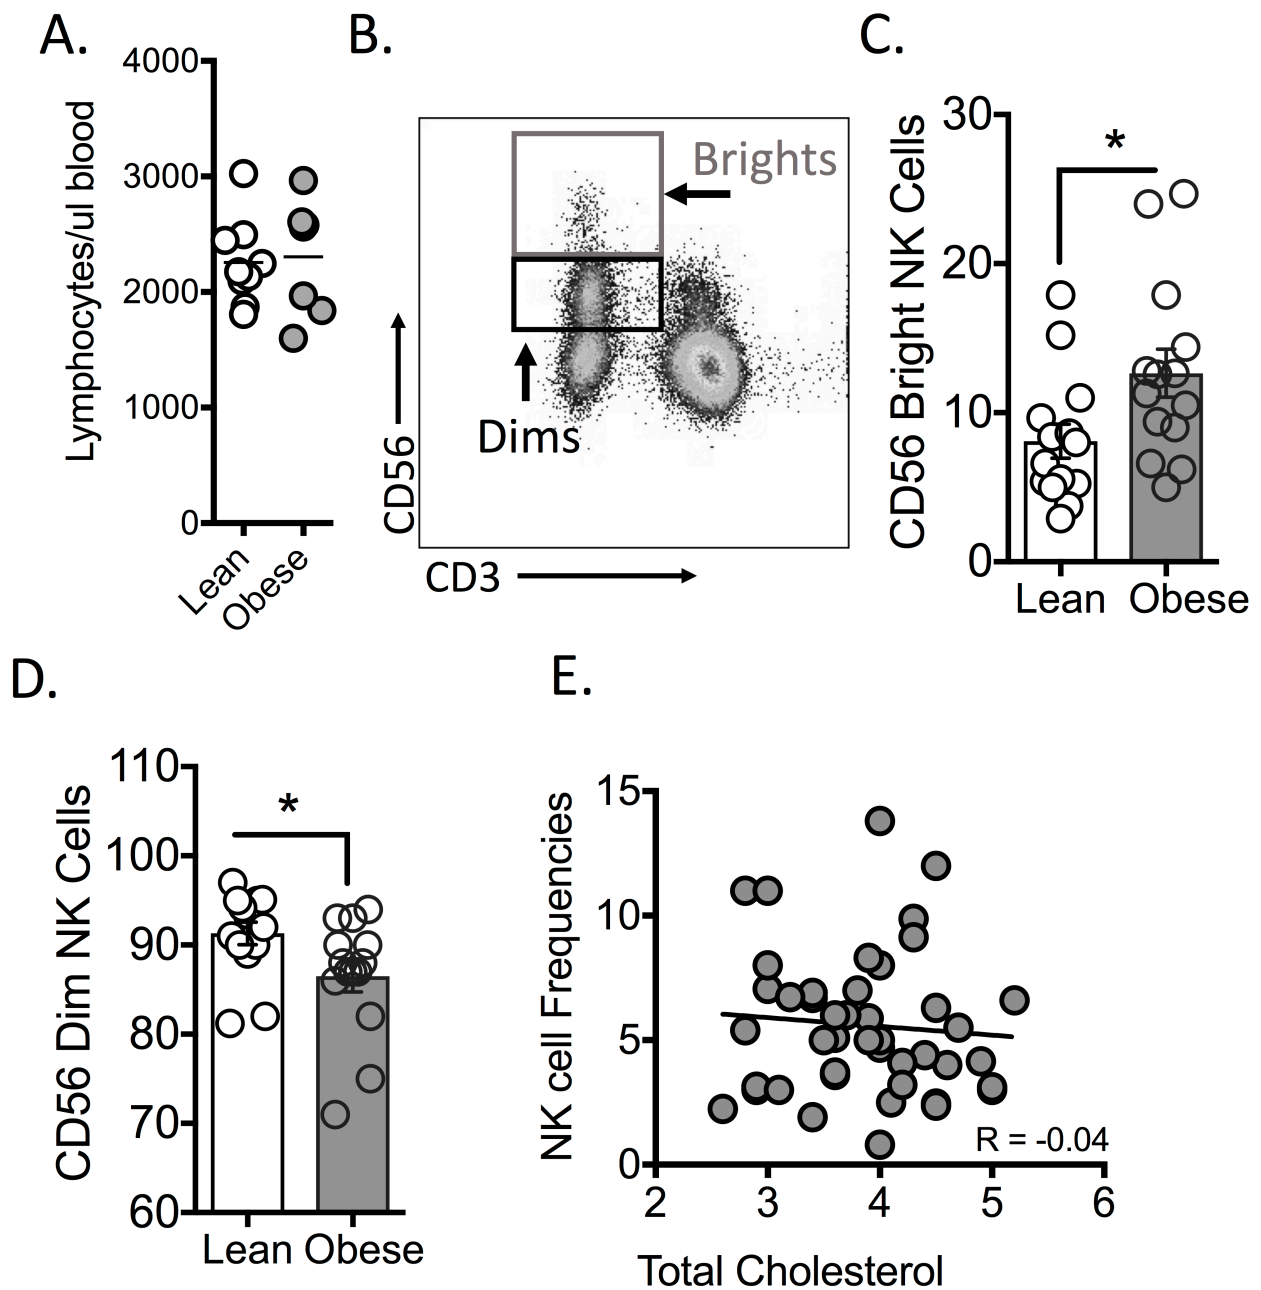 A.
4000
3000
2000
1000
0
Lymphocytes/ul blood
Lean
Obese
B.
Brights
Dims
CD56
CD3
C.
30
20
10
0
CD56 Bright NK Cells
*
Lean Obese
D.
110
100
90
80
70
60
CD56 Dim NK Cells
*
Lean Obese
E.
15
10
5
0
NK cell Frequencies
R = -0.04
2 3 4 5 6
Total Cholesterol